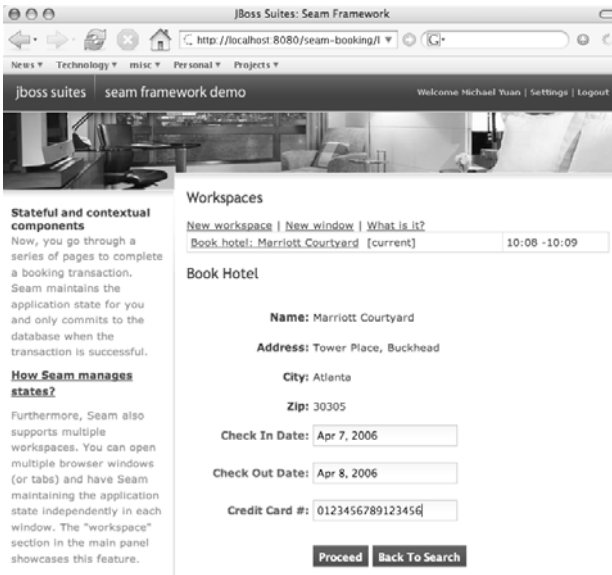 JBoss Suites: Seam Framework
http://localhost:8080/seam-booking/l
G
News Technology misc Personal Projects
jboss suites seam framework demo Welcome Michael Yuan | Settings | Logout
Workspaces
New workspace | New window | What is it?
Book hotel: Marriott Courtyard [current] 10:08 -10:09
Book Hotel
Name: Marriott Courtyard
Address: Tower Place, Buckhead
City: Atlanta
Zip: 30305
Check In Date: Apr 7, 2006
Check Out Date: Apr 8, 2006
Credit Card #: 0123456789123456
Proceed Back To Search
Stateful and contextual
components
Now, you go through a
series of pages to complete
a booking transaction.
Seam maintains the
application state for you
and only commits to the
database when the
transaction is successful.
How Seam manages
states?
Furthermore, Seam also
supports multiple
workspaces. You can open
multiple browser windows
(or tabs) and have Seam
maintaining the application
state independently in each
window. The "workspace"
section in the main panel
showcases this feature.